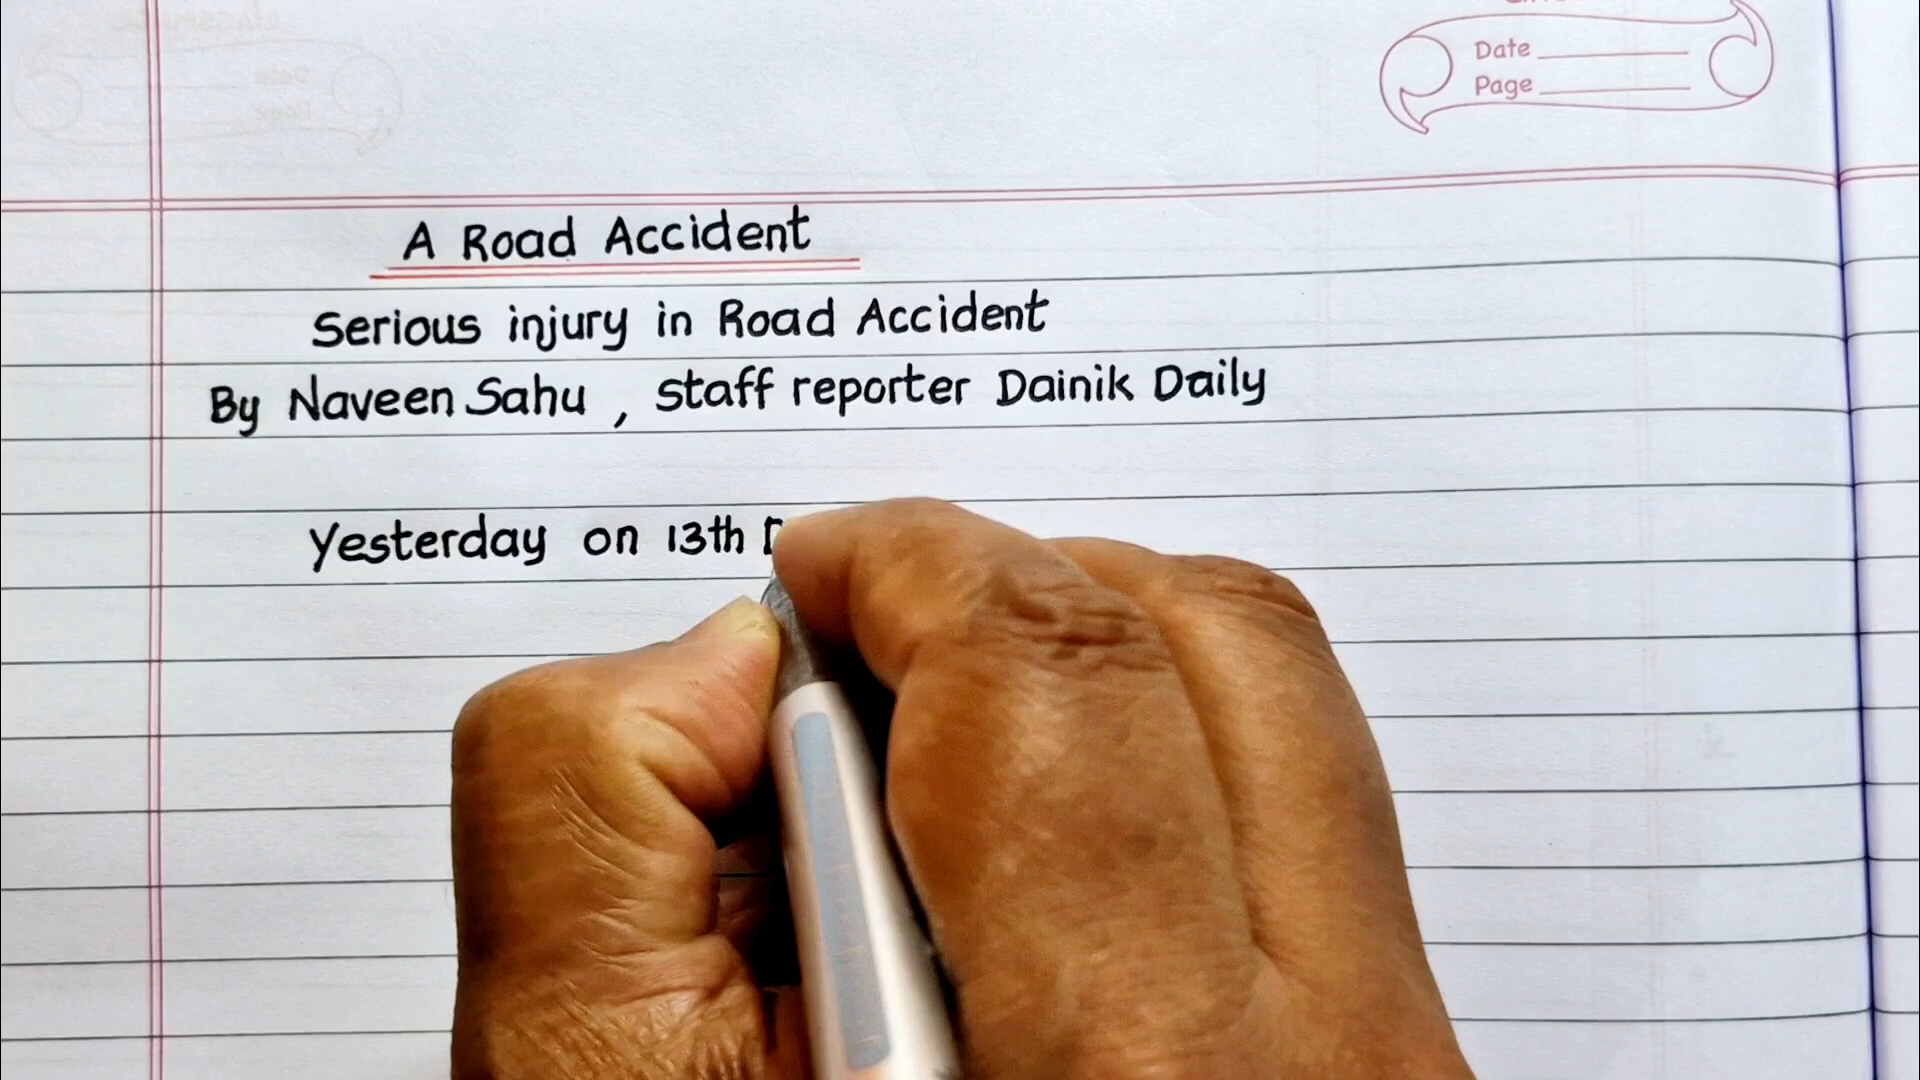 Date
Page
A Road Accident
Serious injury in Road Accident
By Naveen Sahu , staff reporter Dainik Daily
Yesterday on 13th